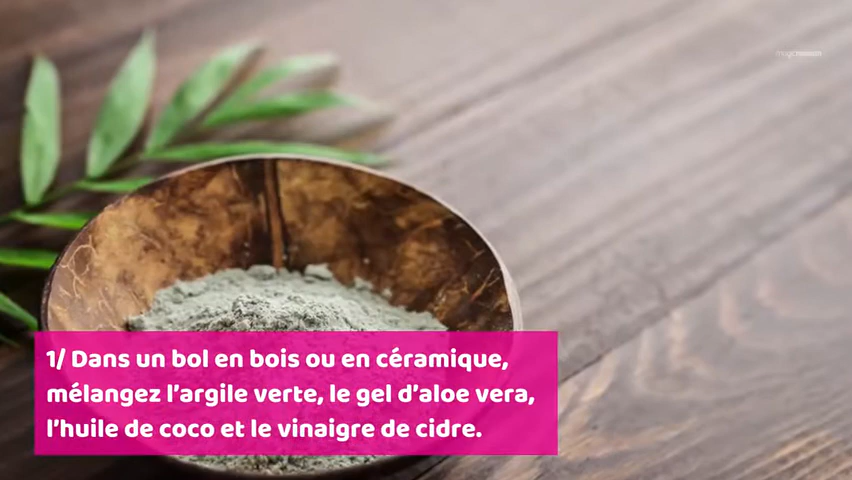 1/ Dans un bol en bois ou en céramique,
mélangez l’argile verte, le gel d’aloe vera,
l’huile de coco et le vinaigre de cidre.